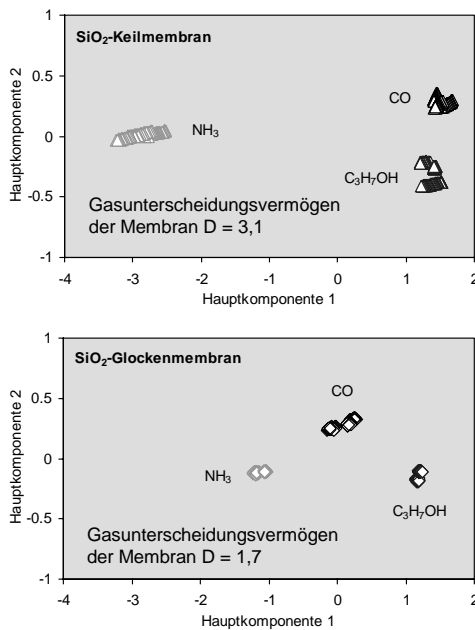 SiO₂-Keilmembran
1
0.5
0
-0.5
-1
Hauptkomponente 2
CO
NH₃
C₃H₇OH
Gasunterscheidungsvermögen
der Membran D = 3,1
-4 -3 -2 -1 0 1 2
Hauptkomponente 1
SiO₂-Glockenmembran
1
0.5
0
-0.5
-1
Hauptkomponente 2
CO
NH₃
C₃H₇OH
Gasunterscheidungsvermögen
der Membran D = 1,7
-4 -3 -2 -1 0 1 2
Hauptkomponente 1